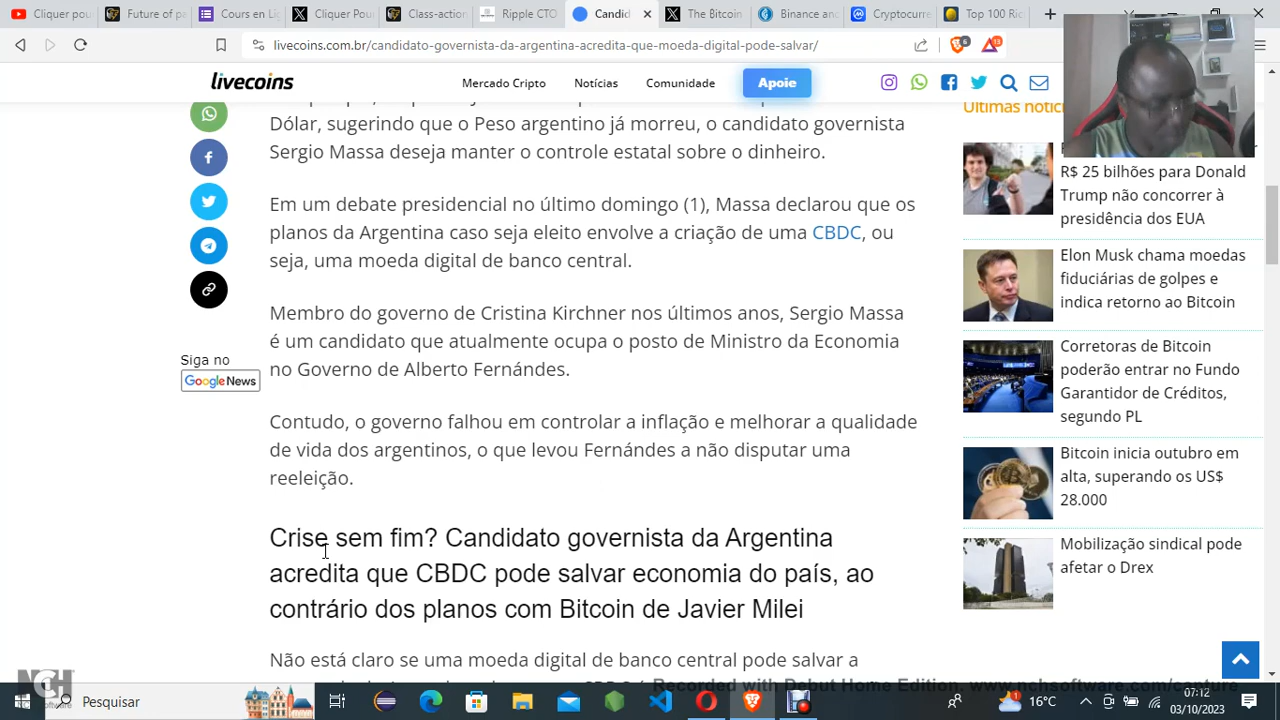 Future of pa
Cours en Li
Class-action
Ripple CTO
Candid
The Bitcoin
Binance and
Cryptocurre
Top 100 Ric
livecoins.com.br/candidato-governista-da-argentina-acredita-que-moeda-digital-pode-salvar/
livecoins
Mercado Cripto
Notícias
Comunidade
Apoie
Dólar, sugerindo que o Peso argentino já morreu, o candidato governista
Sergio Massa deseja manter o controle estatal sobre o dinheiro.
Em um debate presidencial no último domingo (1), Massa declarou que os
planos da Argentina caso seja eleito envolve a criação de uma CBDC, ou
seja, uma moeda digital de banco central.
Membro do governo de Cristina Kirchner nos últimos anos, Sergio Massa
é um candidato que atualmente ocupa o posto de Ministro da Economia
no Governo de Alberto Fernándes.
Contudo, o governo falhou em controlar a inflação e melhorar a qualidade
de vida dos argentinos, o que levou Fernándes a não disputar uma
reeleição.
Crise sem fim? Candidato governista da Argentina
acredita que CBDC pode salvar economia do país, ao
contrário dos planos com Bitcoin de Javier Milei
Não está claro se uma moeda digital de banco central pode salvar a
Siga no
Google News
Últimas notíci
R$ 25 bilhões para Donald
Trump não concorrer à
presidência dos EUA
Elon Musk chama moedas
fiduciárias de golpes e
indica retorno ao Bitcoin
Corretoras de Bitcoin
poderão entrar no Fundo
Garantidor de Créditos,
segundo PL
Bitcoin inicia outubro em
alta, superando os US$
28.000
Mobilização sindical pode
afetar o Drex
NCH
Recorded with Debut Home Edition. www.nchsoftware.com/capture
Pesquisar
16°C
07:12
03/10/2023